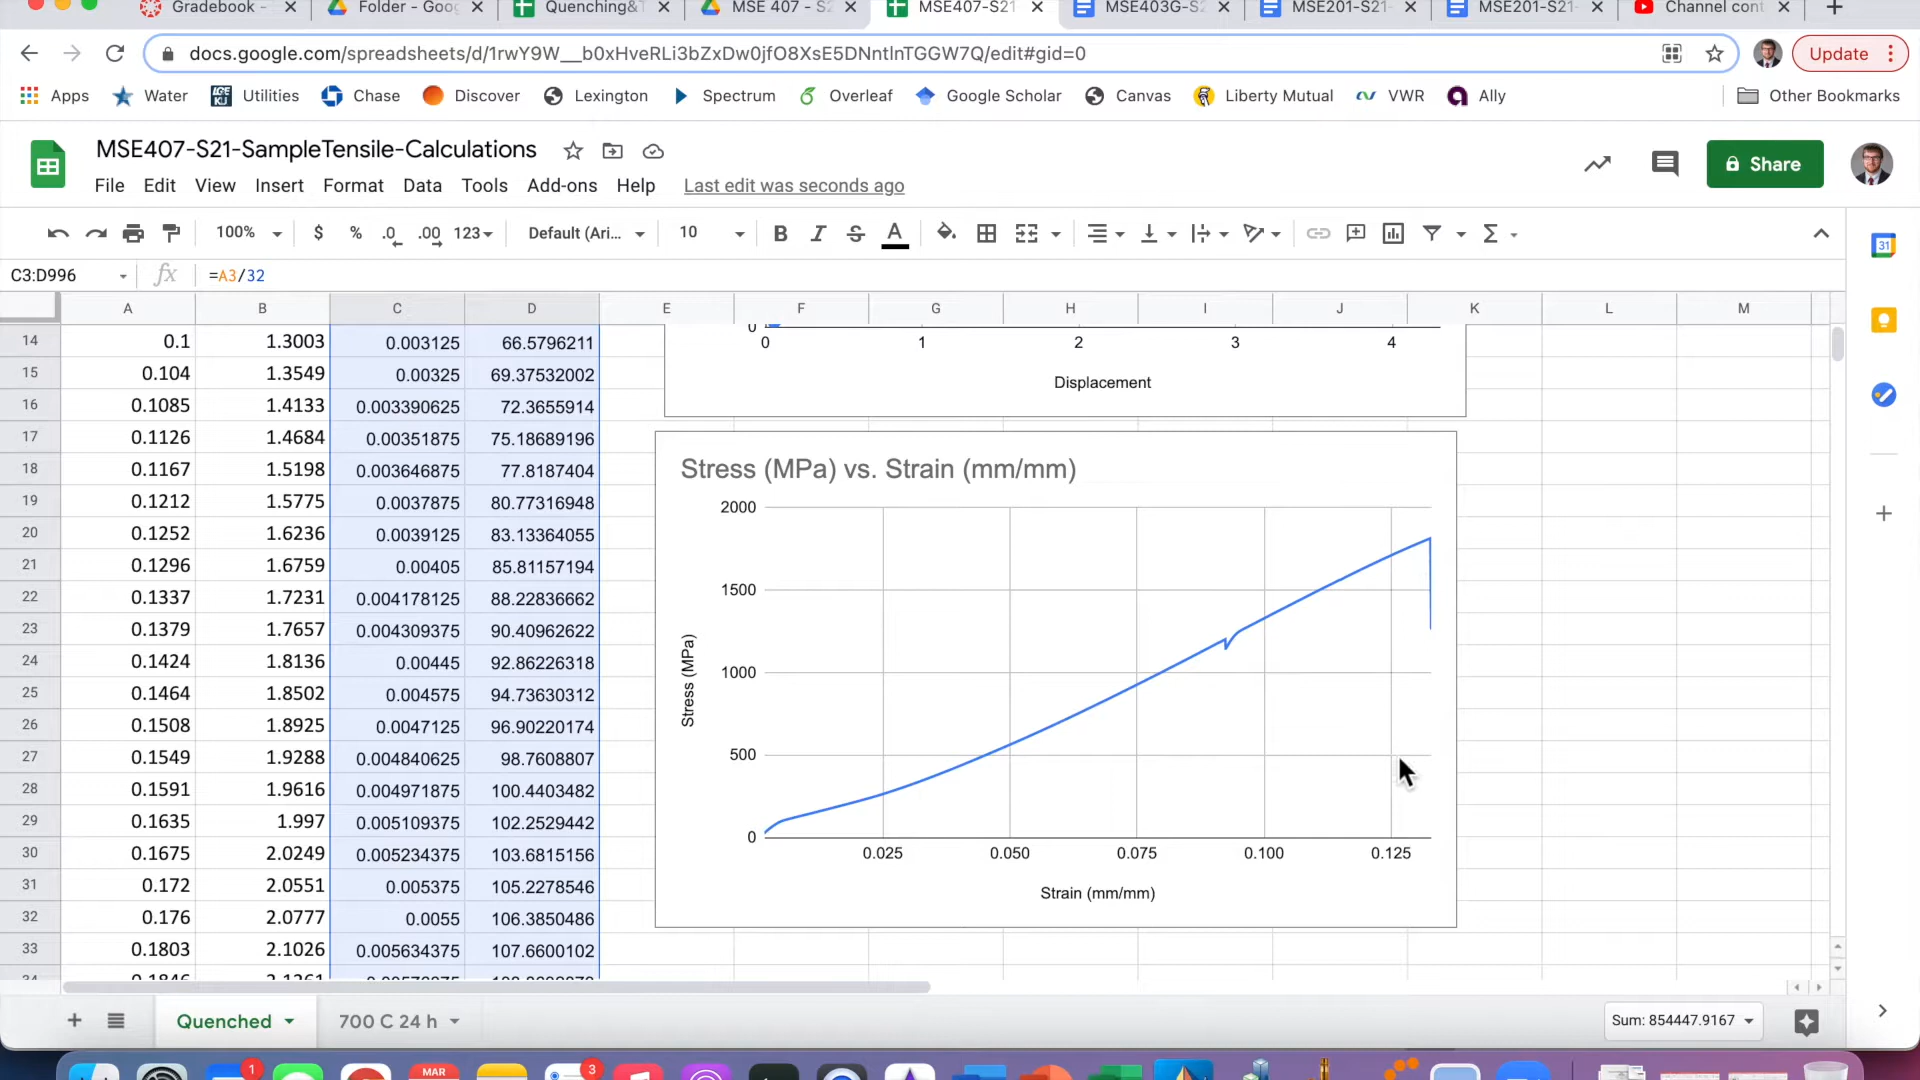 Gradebook -
Folder - Goog
Quenching&T
MSE 407 - S2
MSE407-S21
MSE403G-S2
MSE201-S21-
MSE201-S21-
Channel cont
docs.google.com/spreadsheets/d/1rwY9W__b0xHveRLi3bZxDw0jfO8XsE5DNntlnTGGW7Q/edit#gid=0
Update
Apps Water Utilities Chase Discover Lexington Spectrum Overleaf Google Scholar Canvas Liberty Mutual VWR Ally Other Bookmarks
MSE407-S21-SampleTensile-Calculations
File Edit View Insert Format Data Tools Add-ons Help Last edit was seconds ago
Share
100% $ % .0 .00 123 Default (Ari... 10 B I S A
31
C3:D996 fx =A3/32
A B C D E F G H I J K L M
14 0.1 1.3003 0.003125 66.5796211
15 0.104 1.3549 0.00325 69.37532002
16 0.1085 1.4133 0.003390625 72.3655914
17 0.1126 1.4684 0.00351875 75.18689196
18 0.1167 1.5198 0.003646875 77.8187404
19 0.1212 1.5775 0.0037875 80.77316948
20 0.1252 1.6236 0.0039125 83.13364055
21 0.1296 1.6759 0.00405 85.81157194
22 0.1337 1.7231 0.004178125 88.22836662
23 0.1379 1.7657 0.004309375 90.40962622
24 0.1424 1.8136 0.00445 92.86226318
25 0.1464 1.8502 0.004575 94.73630312
26 0.1508 1.8925 0.0047125 96.90220174
27 0.1549 1.9288 0.004840625 98.7608807
28 0.1591 1.9616 0.004971875 100.4403482
29 0.1635 1.997 0.005109375 102.2529442
30 0.1675 2.0249 0.005234375 103.6815156
31 0.172 2.0551 0.005375 105.2278546
32 0.176 2.0777 0.0055 106.3850486
33 0.1803 2.1026 0.005634375 107.6600102
0
0 1 2 3 4
Displacement
Stress (MPa) vs. Strain (mm/mm)
2000
1500
1000
500
0
Stress (MPa)
0.025 0.050 0.075 0.100 0.125
Strain (mm/mm)
Quenched
700 C 24 h
Sum: 854447.9167
1
MAR
3